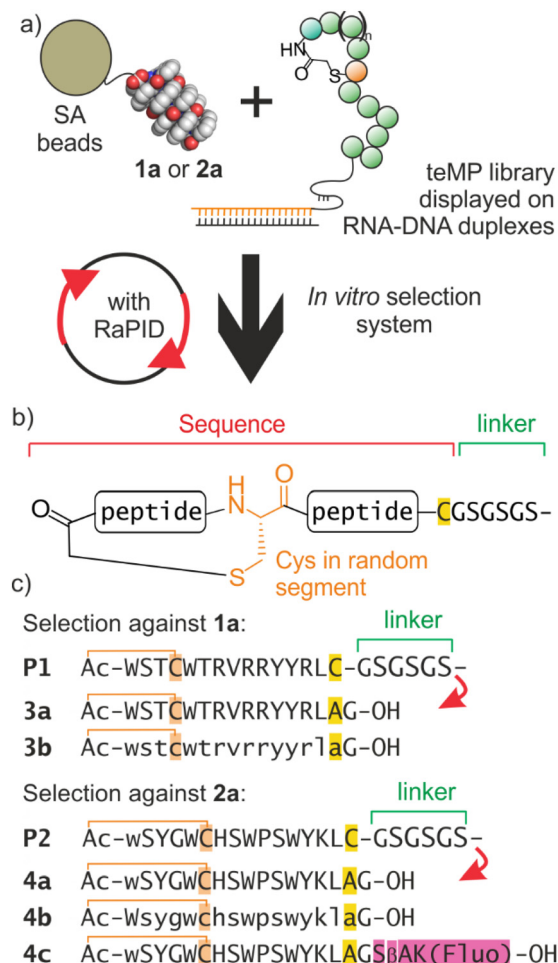 a)
SA
beads
1a or 2a
+
HN
O
S
n
teMP library
displayed on
RNA-DNA duplexes
with
RaPID
In vitro selection
system
b)
Sequence
linker
O
peptide
H
N
O
peptide
CGSGSGS-
S
Cys in random
segment
c)
Selection against 1a:
linker
P1 Ac-WSTCWTRVRRYYRLC-GSGSGS-
3a Ac-WSTCWTRVRRYYRLAG-OH
3b Ac-wstcwtrvrryyrlaG-OH
Selection against 2a:
linker
P2 Ac-wSYGWCHSWPSWYKLC-GSGSGS-
4a Ac-wSYGWCHSWPSWYKLAG-OH
4b Ac-WsygwchswpswyklaG-OH
4c Ac-wSYGWCHSWPSWYKLAGSβAK(Fluo)-OH